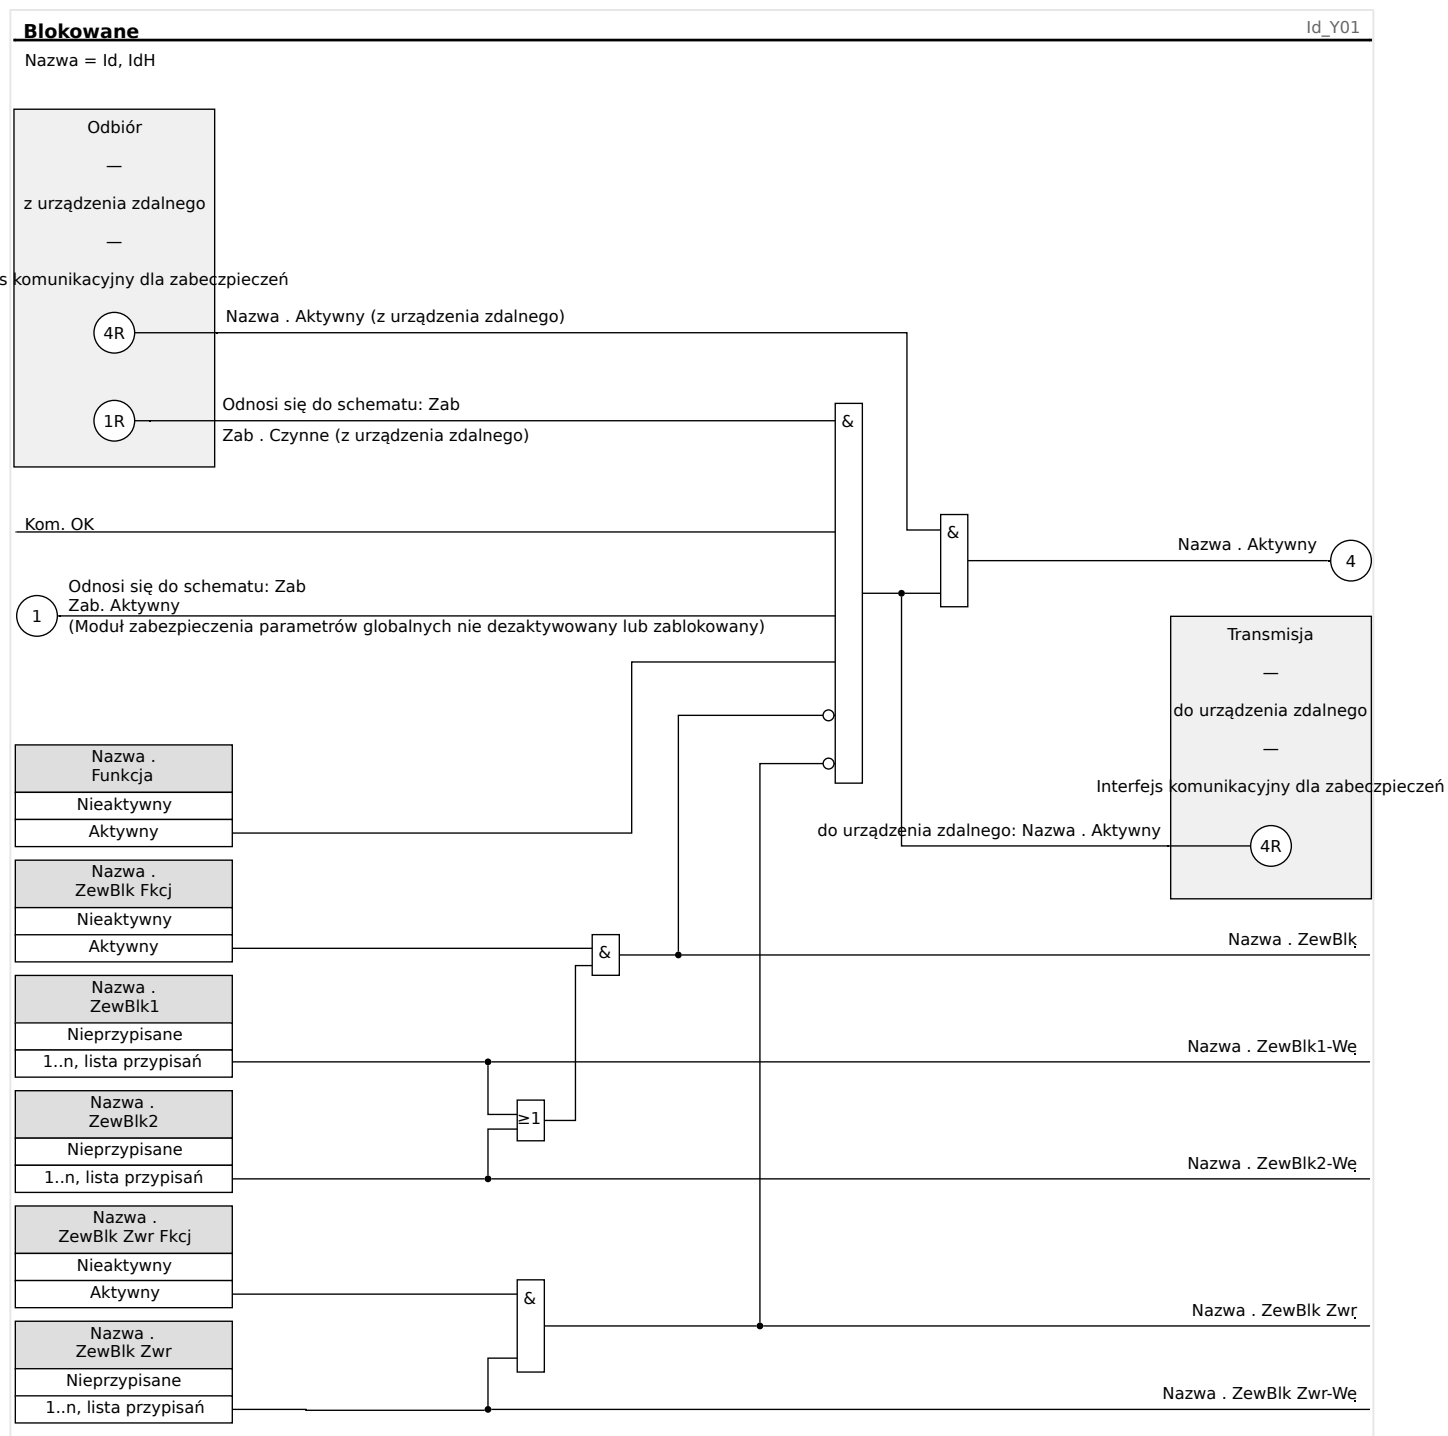 Blokowane
Id_Y01
Nazwa = Id, IdH
Odbiór
—
z urządzenia zdalnego
—
s komunikacyjny dla zabeczpieczeń
4R
Nazwa . Aktywny (z urządzenia zdalnego)
1R
Odnosi się do schematu: Zab
Zab . Czynne (z urządzenia zdalnego)
&
Kom. OK
&
Nazwa . Aktywny
4
1
Odnosi się do schematu: Zab
Zab. Aktywny
(Moduł zabezpieczenia parametrów globalnych nie dezaktywowany lub zablokowany)
Transmisja
—
do urządzenia zdalnego
—
Interfejs komunikacyjny dla zabeczpieczeń
do urządzenia zdalnego: Nazwa . Aktywny
4R
Nazwa .
Funkcja
Nieaktywny
Aktywny
Nazwa .
ZewBlk Fkcj
Nieaktywny
Aktywny
&
Nazwa . ZewBlk
Nazwa .
ZewBlk1
Nieprzypisane
1..n, lista przypisań
Nazwa . ZewBlk1-We
Nazwa .
ZewBlk2
Nieprzypisane
1..n, lista przypisań
≥1
Nazwa . ZewBlk2-We
Nazwa .
ZewBlk Zwr Fkcj
Nieaktywny
Aktywny
&
Nazwa . ZewBlk Zwr
Nazwa .
ZewBlk Zwr
Nieprzypisane
1..n, lista przypisań
Nazwa . ZewBlk Zwr-We